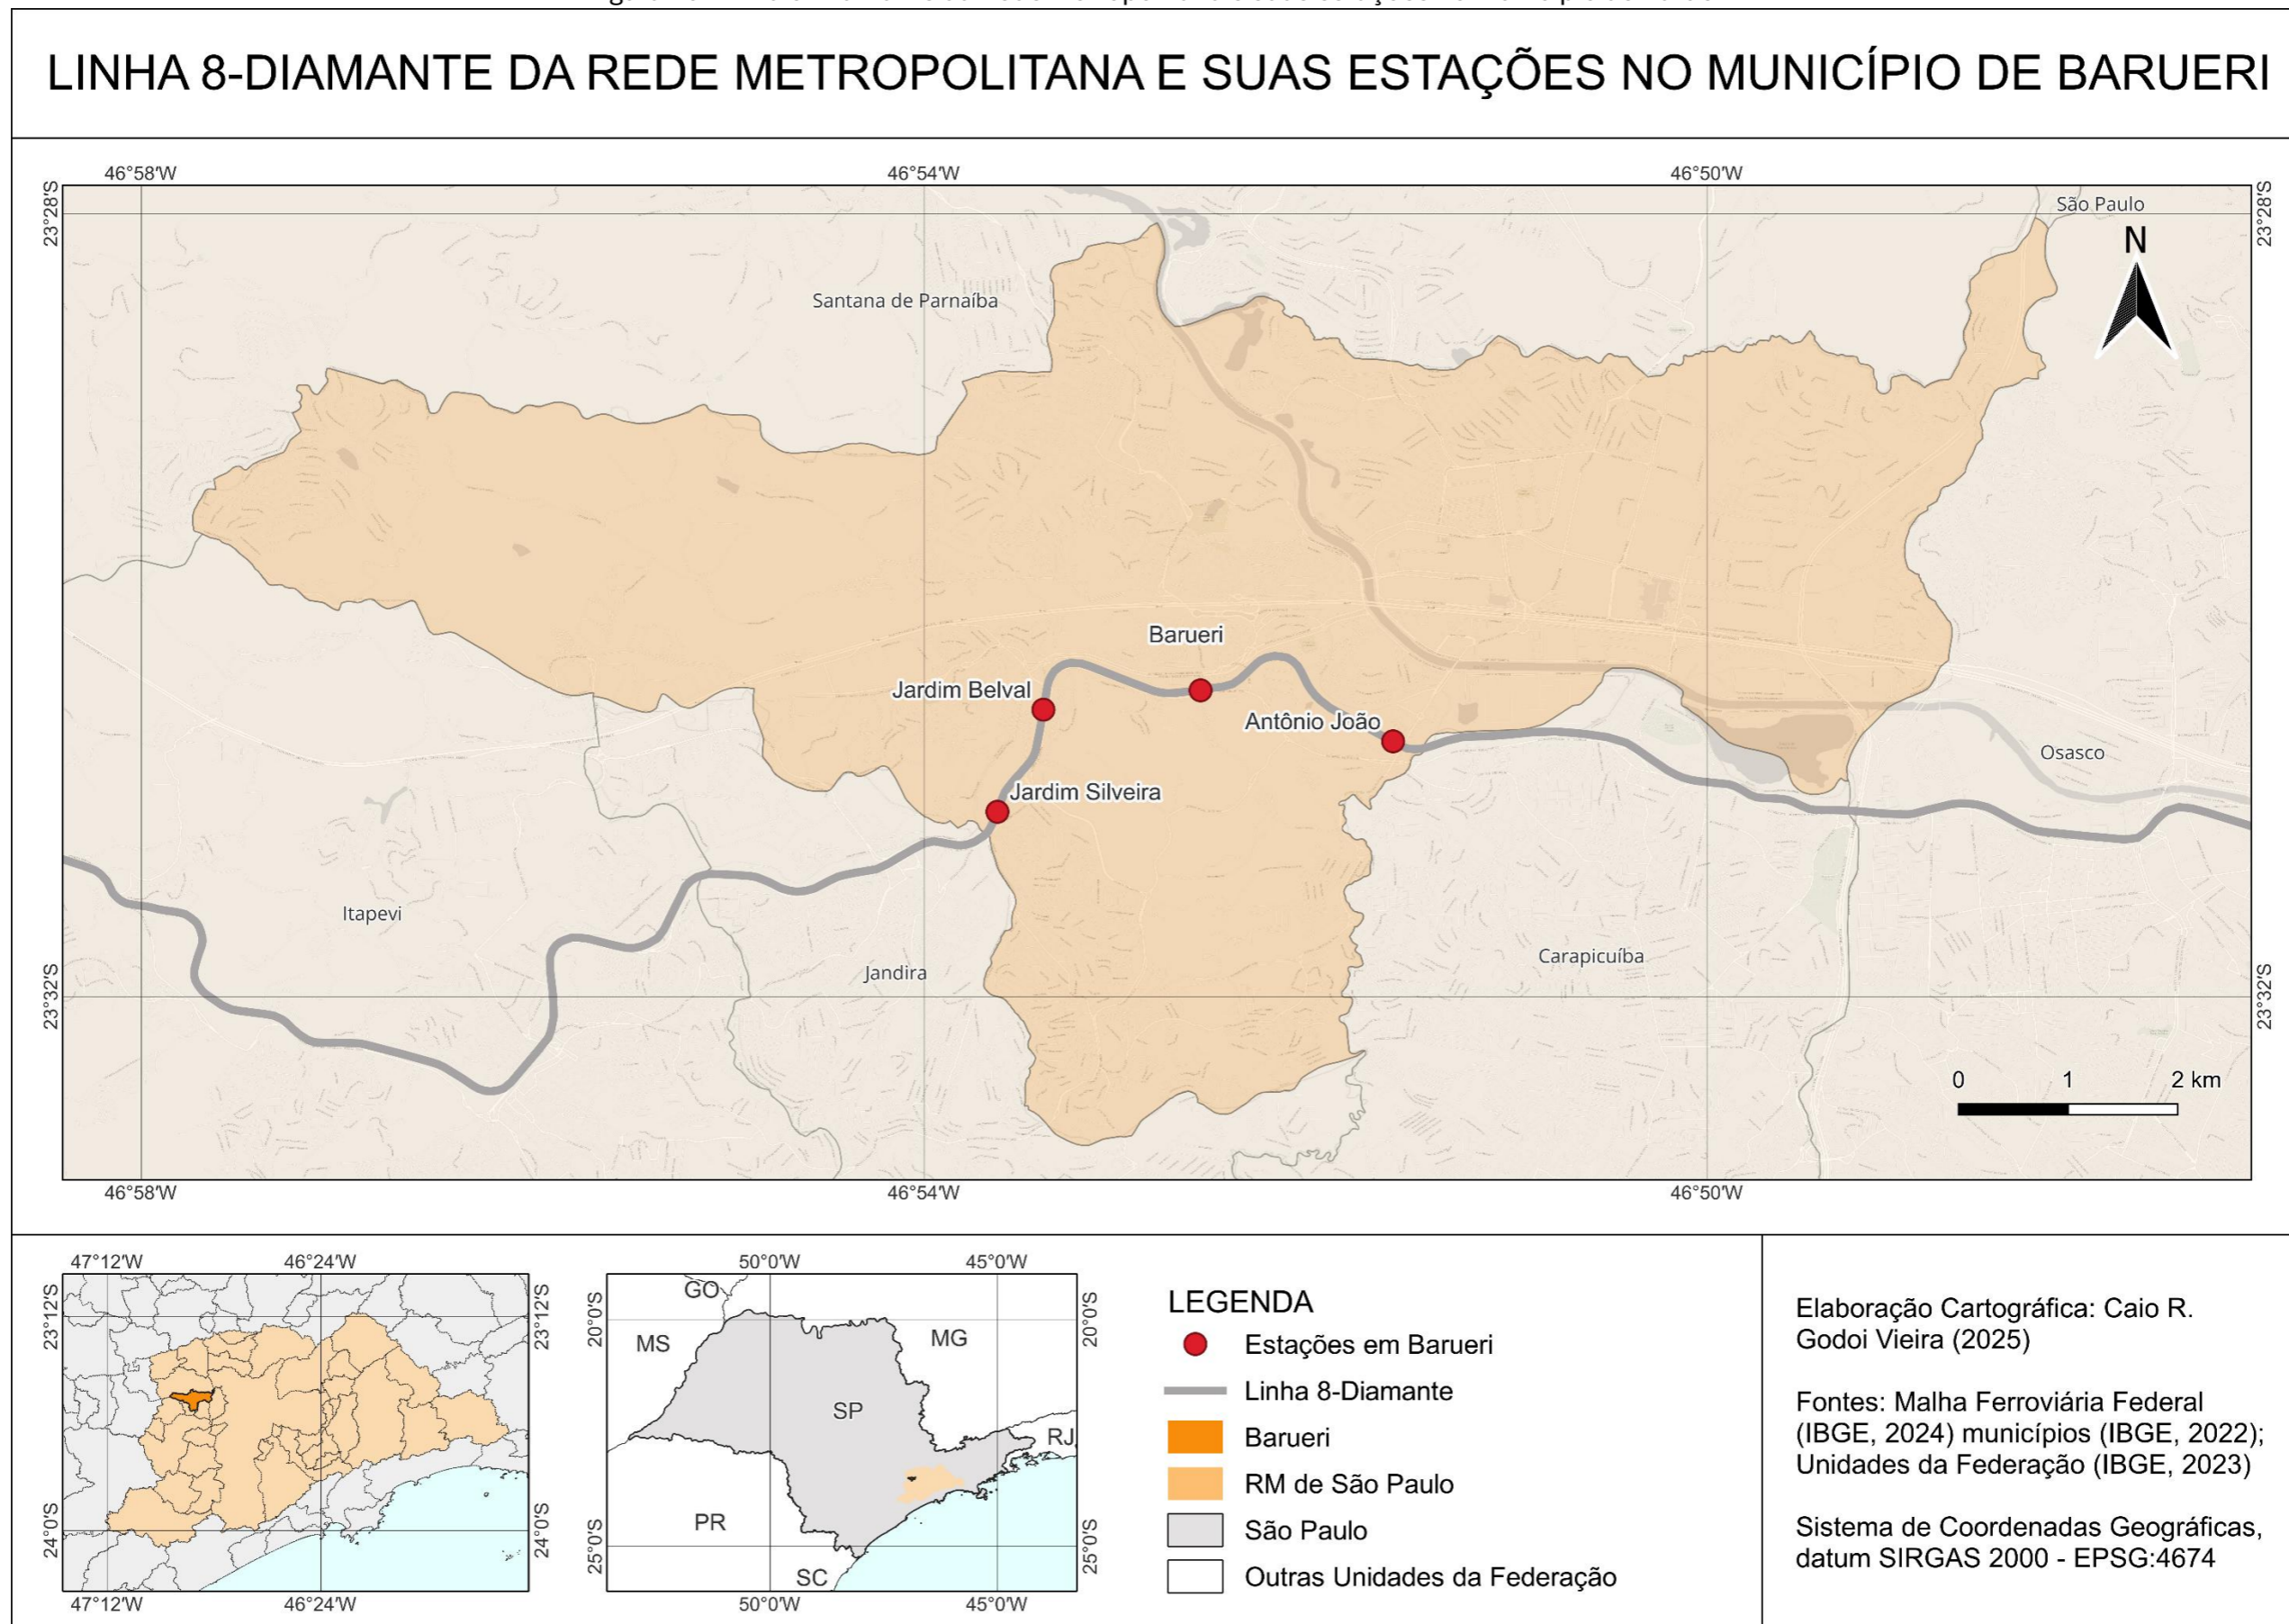 LINHA 8-DIAMANTE DA REDE METROPOLITANA E SUAS ESTAÇÕES NO MUNICÍPIO DE BARUERI
46°58'W 46°54'W 46°50'W
23°28'S 23°28'S
São Paulo
N
Santana de Parnaíba
Barueri
Jardim Belval
Antônio João
Osasco
Jardim Silveira
Itapevi
Carapicuíba
Jandira
23°32'S 23°32'S
0 1 2 km
46°58'W 46°54'W 46°50'W
47°12'W 46°24'W
23°12'S 23°12'S
24°0'S 24°0'S
47°12'W 46°24'W
50°0'W 45°0'W
GO
20°0'S 20°0'S
MS MG
SP
RJ
PR
25°0'S 25°0'S
SC
50°0'W 45°0'W
LEGENDA
Estações em Barueri
Linha 8-Diamante
Barueri
RM de São Paulo
São Paulo
Outras Unidades da Federação
Elaboração Cartográfica: Caio R.
Godoi Vieira (2025)
Fontes: Malha Ferroviária Federal
(IBGE, 2024) municípios (IBGE, 2022);
Unidades da Federação (IBGE, 2023)
Sistema de Coordenadas Geográficas,
datum SIRGAS 2000 - EPSG:4674